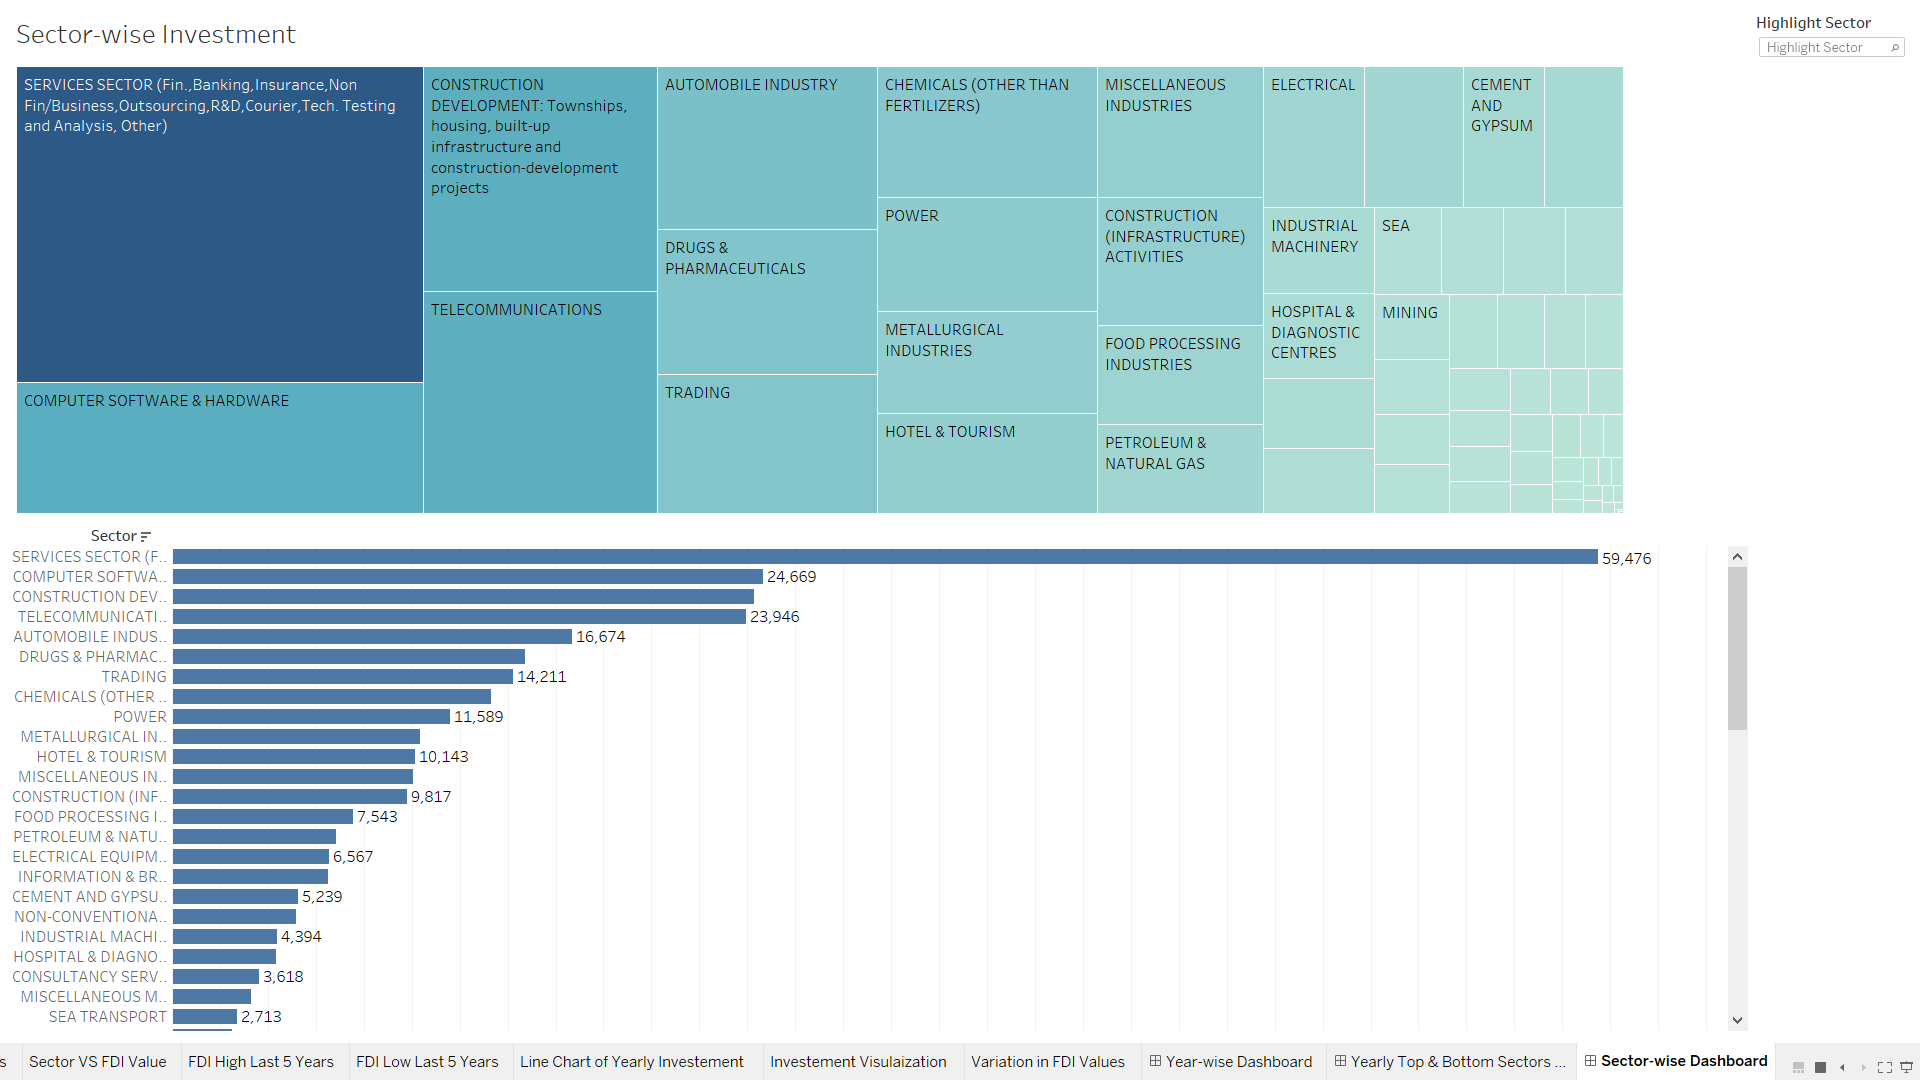 Sector-wise Investment
Highlight Sector
Highlight Sector
SERVICES SECTOR (Fin.,Banking,Insurance,Non
Fin/Business,Outsourcing,R&D,Courier,Tech. Testing
and Analysis, Other)
COMPUTER SOFTWARE & HARDWARE
CONSTRUCTION
DEVELOPMENT: Townships,
housing, built-up
infrastructure and
construction-development
projects
TELECOMMUNICATIONS
AUTOMOBILE INDUSTRY
DRUGS &
PHARMACEUTICALS
TRADING
CHEMICALS (OTHER THAN
FERTILIZERS)
POWER
METALLURGICAL
INDUSTRIES
HOTEL & TOURISM
MISCELLANEOUS
INDUSTRIES
CONSTRUCTION
(INFRASTRUCTURE)
ACTIVITIES
FOOD PROCESSING
INDUSTRIES
PETROLEUM &
NATURAL GAS
ELECTRICAL
CEMENT
AND
GYPSUM
INDUSTRIAL
MACHINERY
SEA
HOSPITAL &
DIAGNOSTIC
CENTRES
MINING
Sector
SERVICES SECTOR (F.. 59,476
COMPUTER SOFTWA.. 24,669
CONSTRUCTION DEV..
TELECOMMUNICATI.. 23,946
AUTOMOBILE INDUS.. 16,674
DRUGS & PHARMAC..
TRADING 14,211
CHEMICALS (OTHER ..
POWER 11,589
METALLURGICAL IN..
HOTEL & TOURISM 10,143
MISCELLANEOUS IN..
CONSTRUCTION (INF.. 9,817
FOOD PROCESSING I.. 7,543
PETROLEUM & NATU..
ELECTRICAL EQUIPM.. 6,567
INFORMATION & BR..
CEMENT AND GYPSU.. 5,239
NON-CONVENTIONA..
INDUSTRIAL MACHI.. 4,394
HOSPITAL & DIAGNO..
CONSULTANCY SERV.. 3,618
MISCELLANEOUS M..
SEA TRANSPORT 2,713
s Sector VS FDI Value FDI High Last 5 Years FDI Low Last 5 Years Line Chart of Yearly Investement Investement Visulaization Variation in FDI Values Year-wise Dashboard Yearly Top & Bottom Sectors ... Sector-wise Dashboard